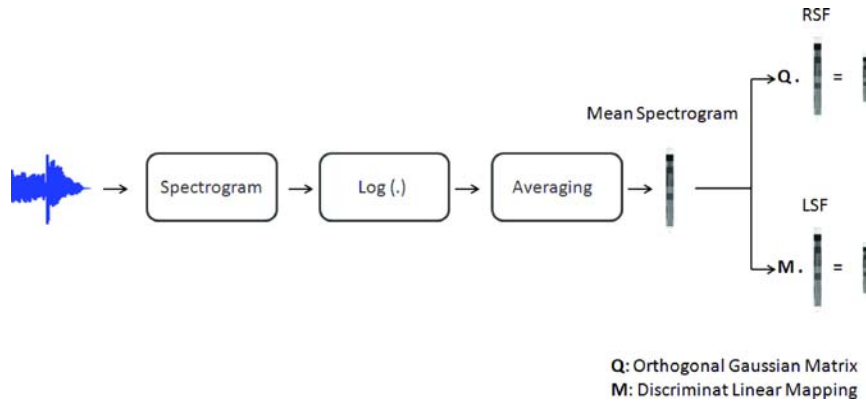 RSF
Q. =
Mean Spectrogram
Spectrogram
Log (.)
Averaging
LSF
M. =
Q: Orthogonal Gaussian Matrix
M: Discriminat Linear Mapping